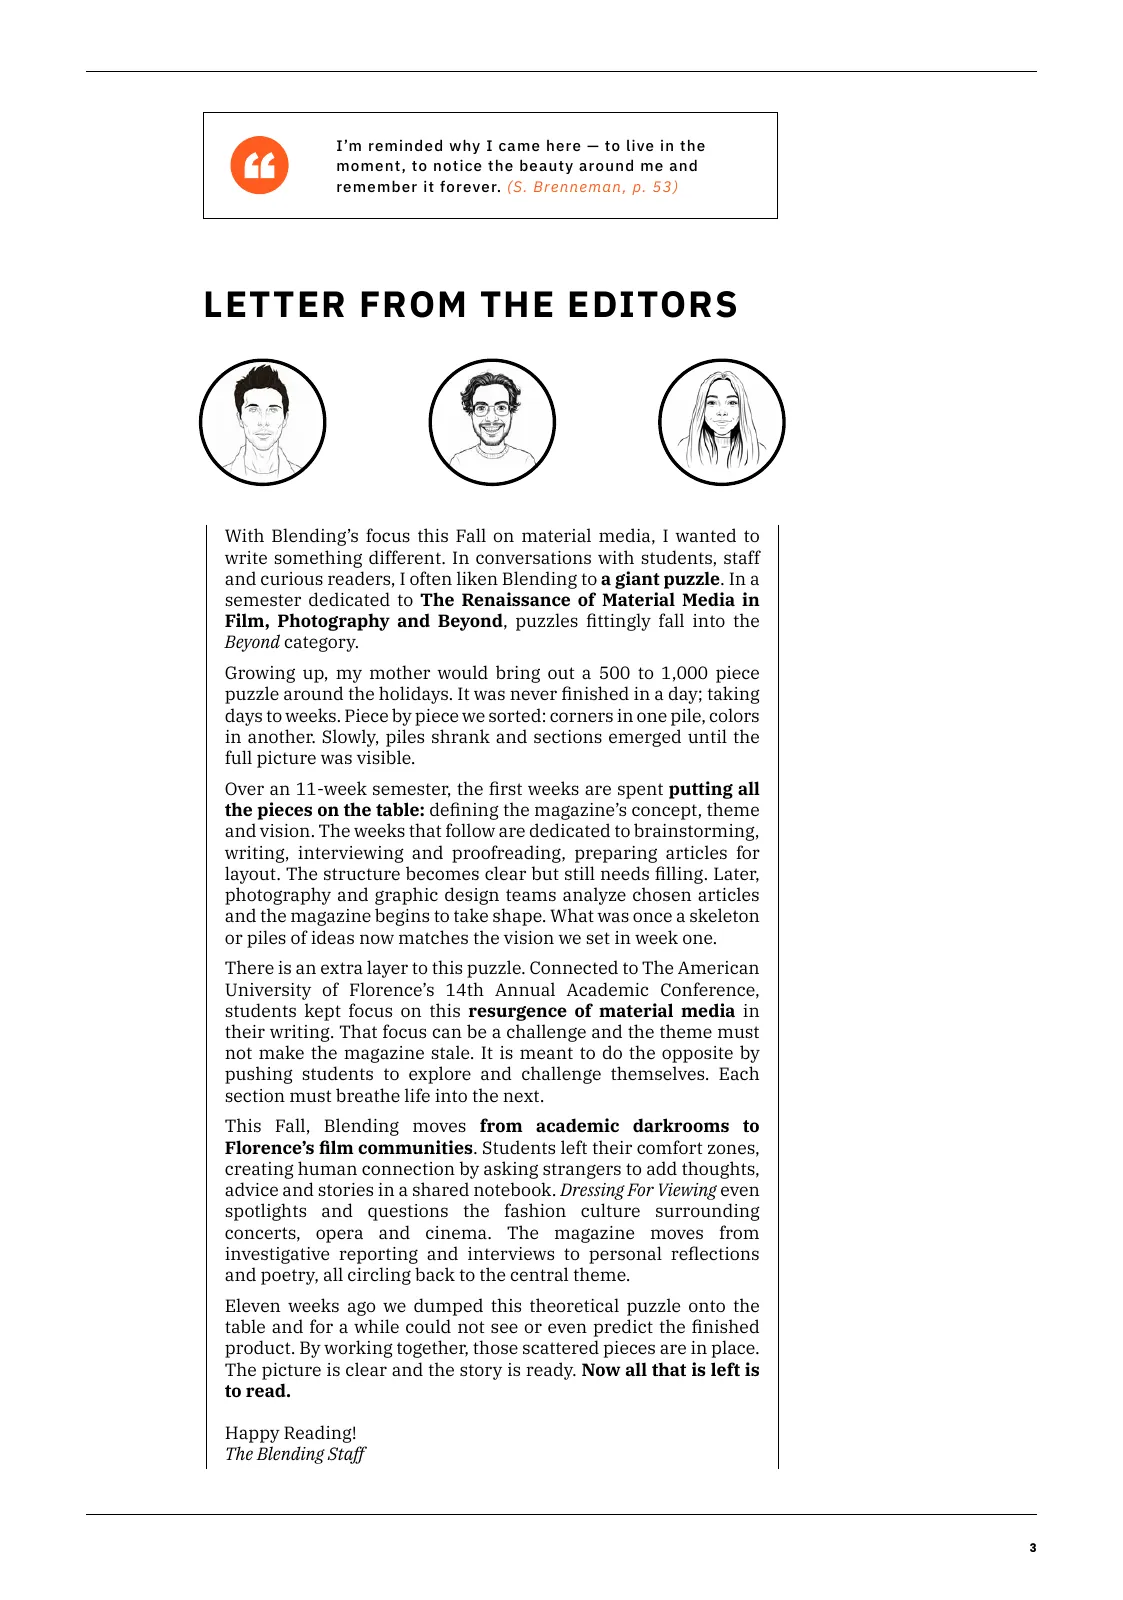 I’m reminded why I came here — to live in the
moment, to notice the beauty around me and
remember it forever. (S. Brenneman, p. 53)
LETTER FROM THE EDITORS
With Blending’s focus this Fall on material media, I wanted to
write something different. In conversations with students, staff
and curious readers, I often liken Blending to a giant puzzle. In a
semester dedicated to The Renaissance of Material Media in
Film, Photography and Beyond, puzzles fittingly fall into the
Beyond category.
Growing up, my mother would bring out a 500 to 1,000 piece
puzzle around the holidays. It was never finished in a day; taking
days to weeks. Piece by piece we sorted: corners in one pile, colors
in another. Slowly, piles shrank and sections emerged until the
full picture was visible.
Over an 11-week semester, the first weeks are spent putting all
the pieces on the table: defining the magazine’s concept, theme
and vision. The weeks that follow are dedicated to brainstorming,
writing, interviewing and proofreading, preparing articles for
layout. The structure becomes clear but still needs filling. Later,
photography and graphic design teams analyze chosen articles
and the magazine begins to take shape. What was once a skeleton
or piles of ideas now matches the vision we set in week one.
There is an extra layer to this puzzle. Connected to The American
University of Florence’s 14th Annual Academic Conference,
students kept focus on this resurgence of material media in
their writing. That focus can be a challenge and the theme must
not make the magazine stale. It is meant to do the opposite by
pushing students to explore and challenge themselves. Each
section must breathe life into the next.
This Fall, Blending moves from academic darkrooms to
Florence’s film communities. Students left their comfort zones,
creating human connection by asking strangers to add thoughts,
advice and stories in a shared notebook. Dressing For Viewing even
spotlights and questions the fashion culture surrounding
concerts, opera and cinema. The magazine moves from
investigative reporting and interviews to personal reflections
and poetry, all circling back to the central theme.
Eleven weeks ago we dumped this theoretical puzzle onto the
table and for a while could not see or even predict the finished
product. By working together, those scattered pieces are in place.
The picture is clear and the story is ready. Now all that is left is
to read.
Happy Reading!
The Blending Staff
3